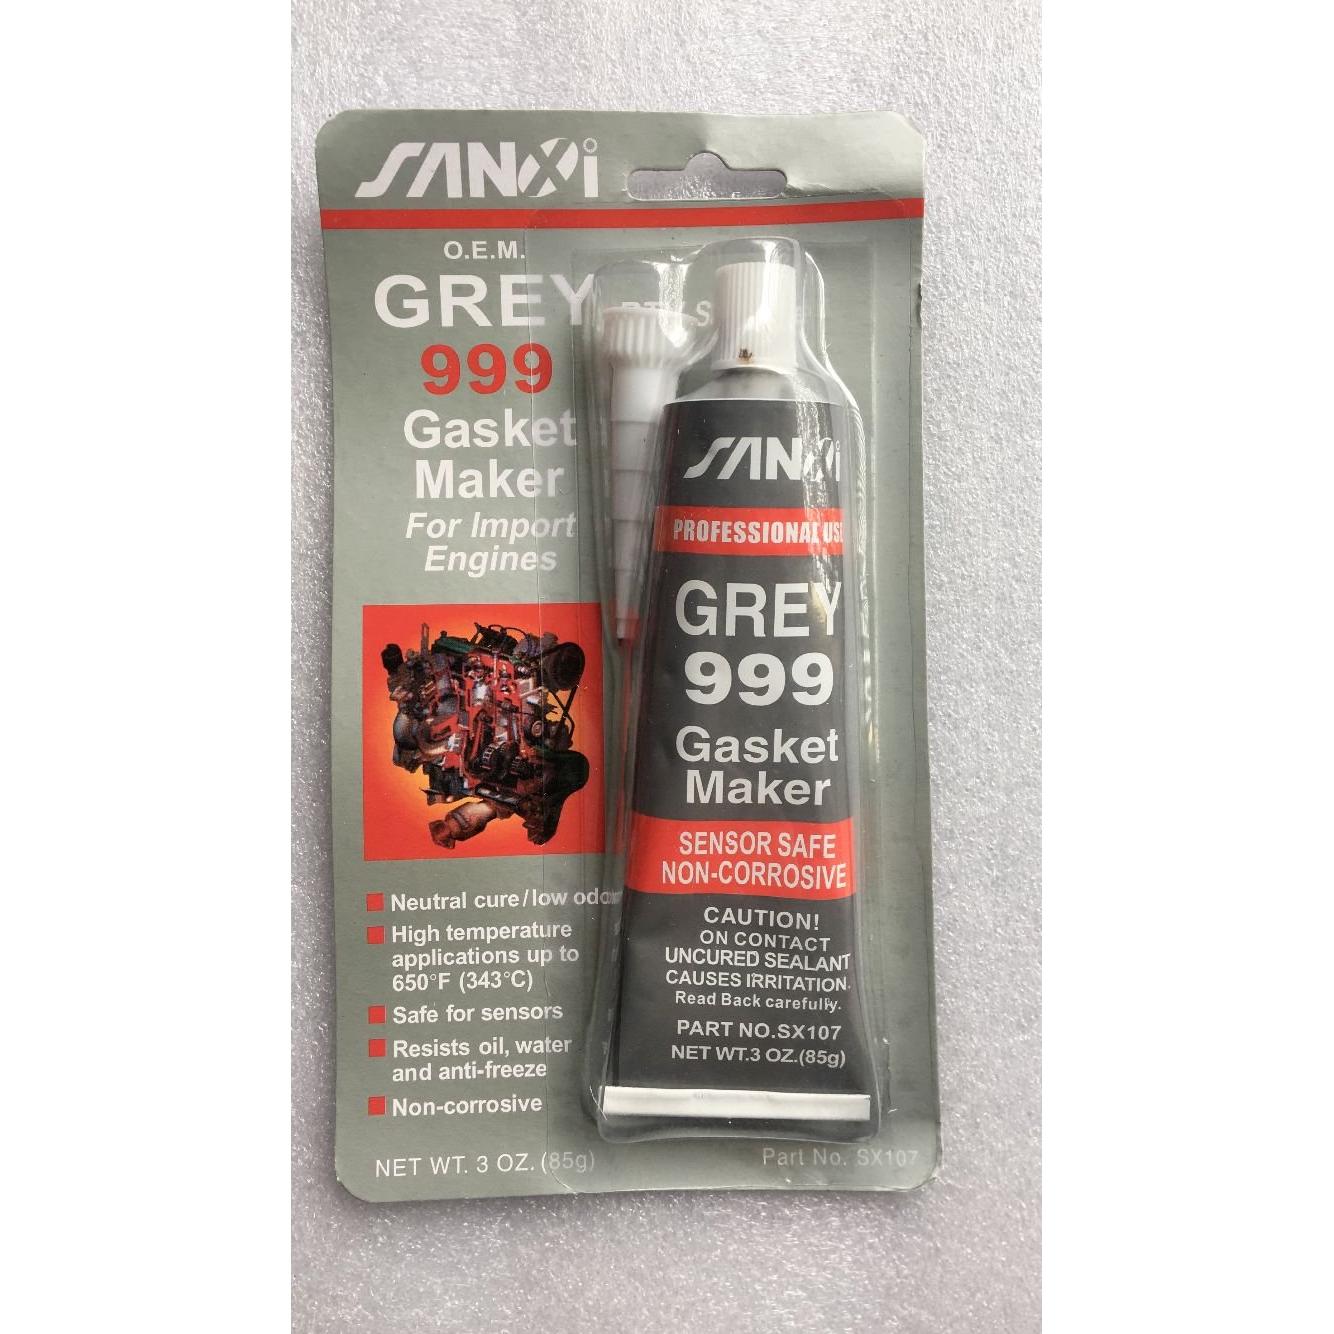 SANXi
O.E.M.
GREY
999
Gasket
Maker
For Import
Engines
Neutral cure/low odor
High temperature
applications up to
650°F (343°C)
Safe for sensors
Resists oil, water
and anti-freeze
Non-corrosive
NET WT. 3 OZ. (85g)
Part No. SX107
SANXi
PROFESSIONAL USE
GREY
999
Gasket
Maker
SENSOR SAFE
NON-CORROSIVE
CAUTION!
ON CONTACT
UNCURED SEALANT
CAUSES IRRITATION.
Read Back carefully.
PART NO.SX107
NET WT.3 OZ.(85g)